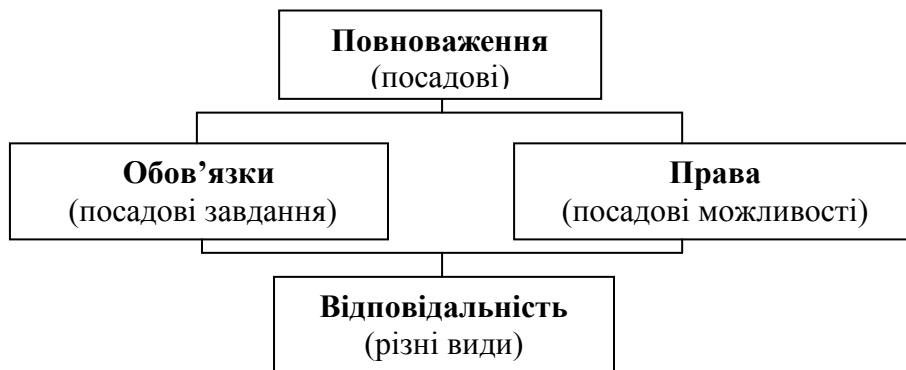 Повноваження
(посадові)
Обов’язки
(посадові завдання)
Права
(посадові можливості)
Відповідальність
(різні види)